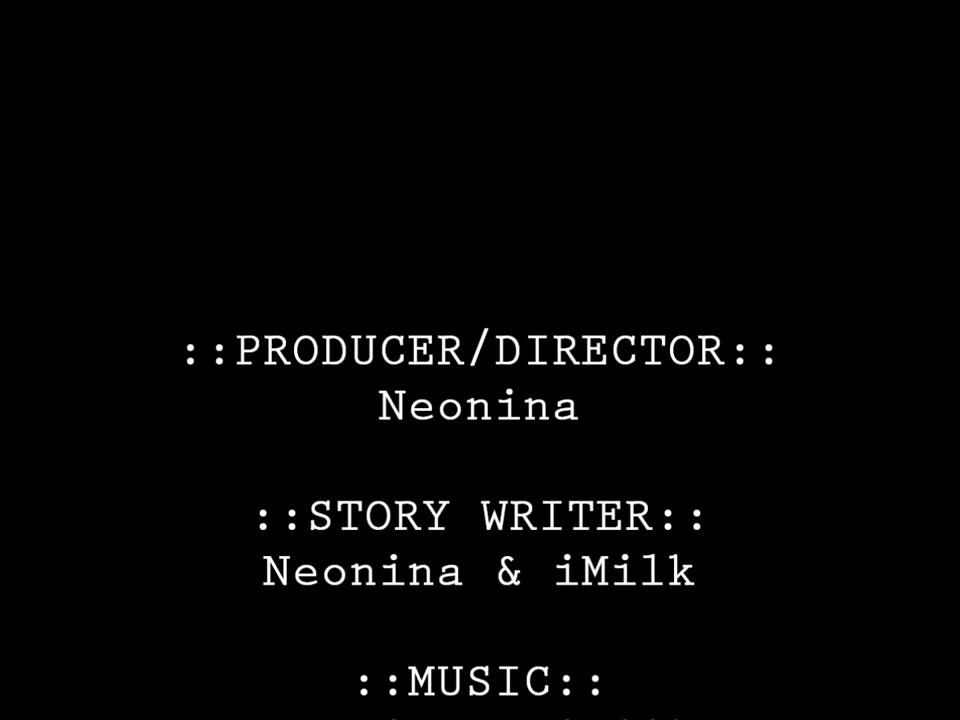 ::PRODUCER/DIRECTOR::
Neonina
::STORY WRITER::
Neonina & iMilk
::MUSIC::